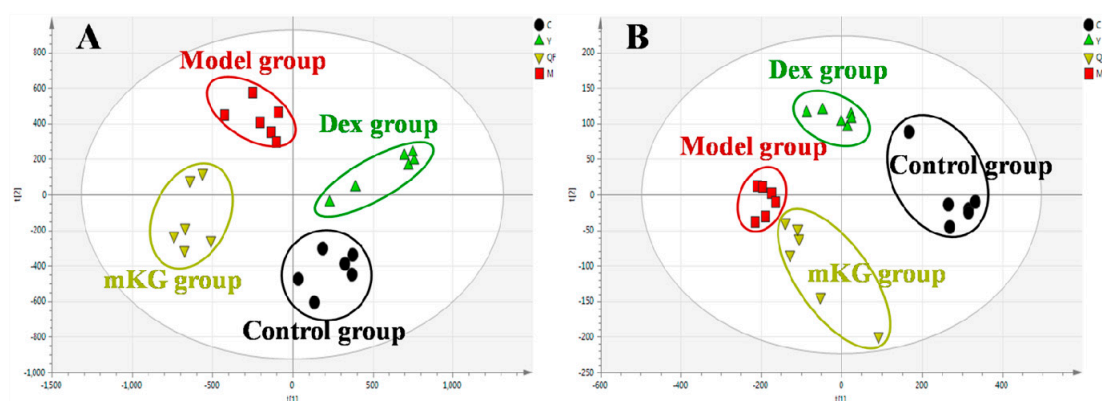 A
Model group
Dex group
mKG group
Control group
C
Y
QF
M
800
600
400
200
0
-200
-400
-600
-800
-1,000
-1,500
-1,000
-500
0
500
1,000
t[2]
t[1]
B
Dex group
Model group
Control group
mKG group
C
Y
Q
M
200
150
100
50
0
-50
-100
-150
-200
-250
-600
-400
-200
0
200
400
t[2]
t[1]